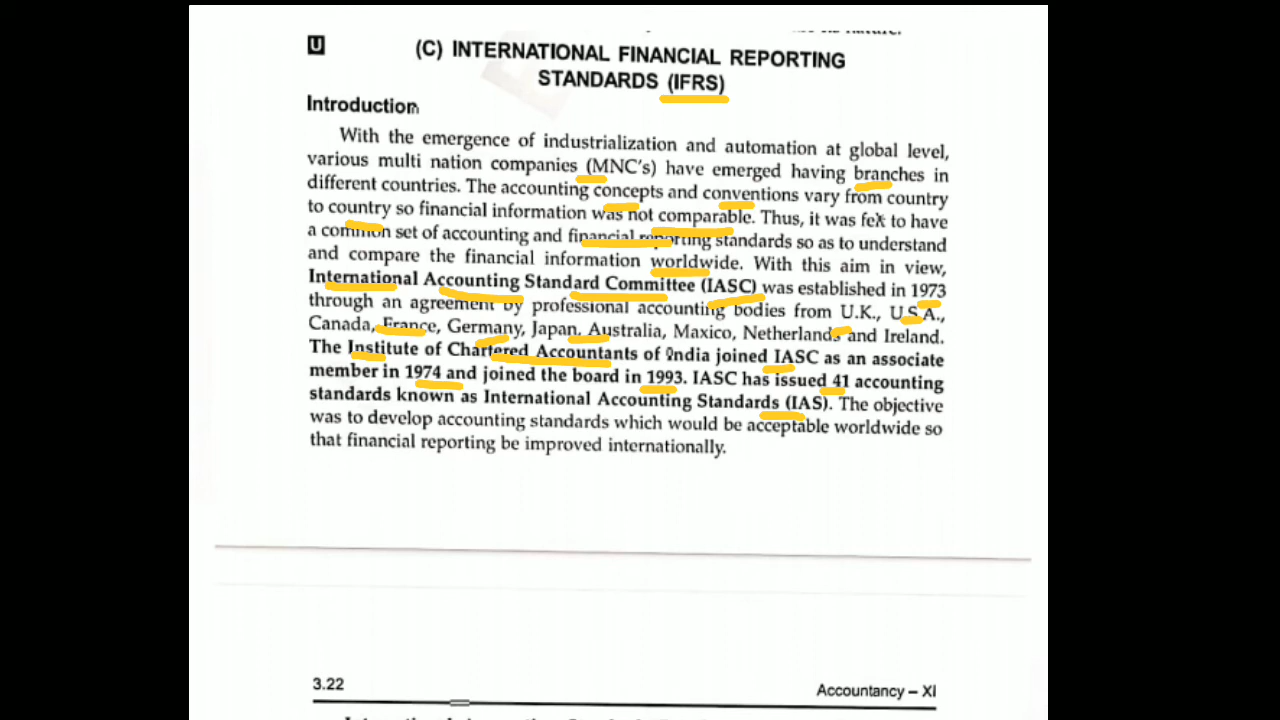 U
(C) INTERNATIONAL FINANCIAL REPORTING
STANDARDS (IFRS)
Introduction
With the emergence of industrialization and automation at global level,
various multi nation companies (MNC's) have emerged having branches in
different countries. The accounting concepts and conventions vary from country
to country so financial information was not comparable. Thus, it was felt to have
a common set of accounting and financial reporting standards so as to understand
and compare the financial information worldwide. With this aim in view,
International Accounting Standard Committee (IASC) was established in 1973
through an agreement by professional accounting bodies from U.K., U.S.A.,
Canada, France, Germany, Japan, Australia, Maxico, Netherlands and Ireland.
The Institute of Chartered Accountants of India joined IASC as an associate
member in 1974 and joined the board in 1993. IASC has issued 41 accounting
standards known as International Accounting Standards (IAS). The objective
was to develop accounting standards which would be acceptable worldwide so
that financial reporting be improved internationally.
3.22
Accountancy – XI